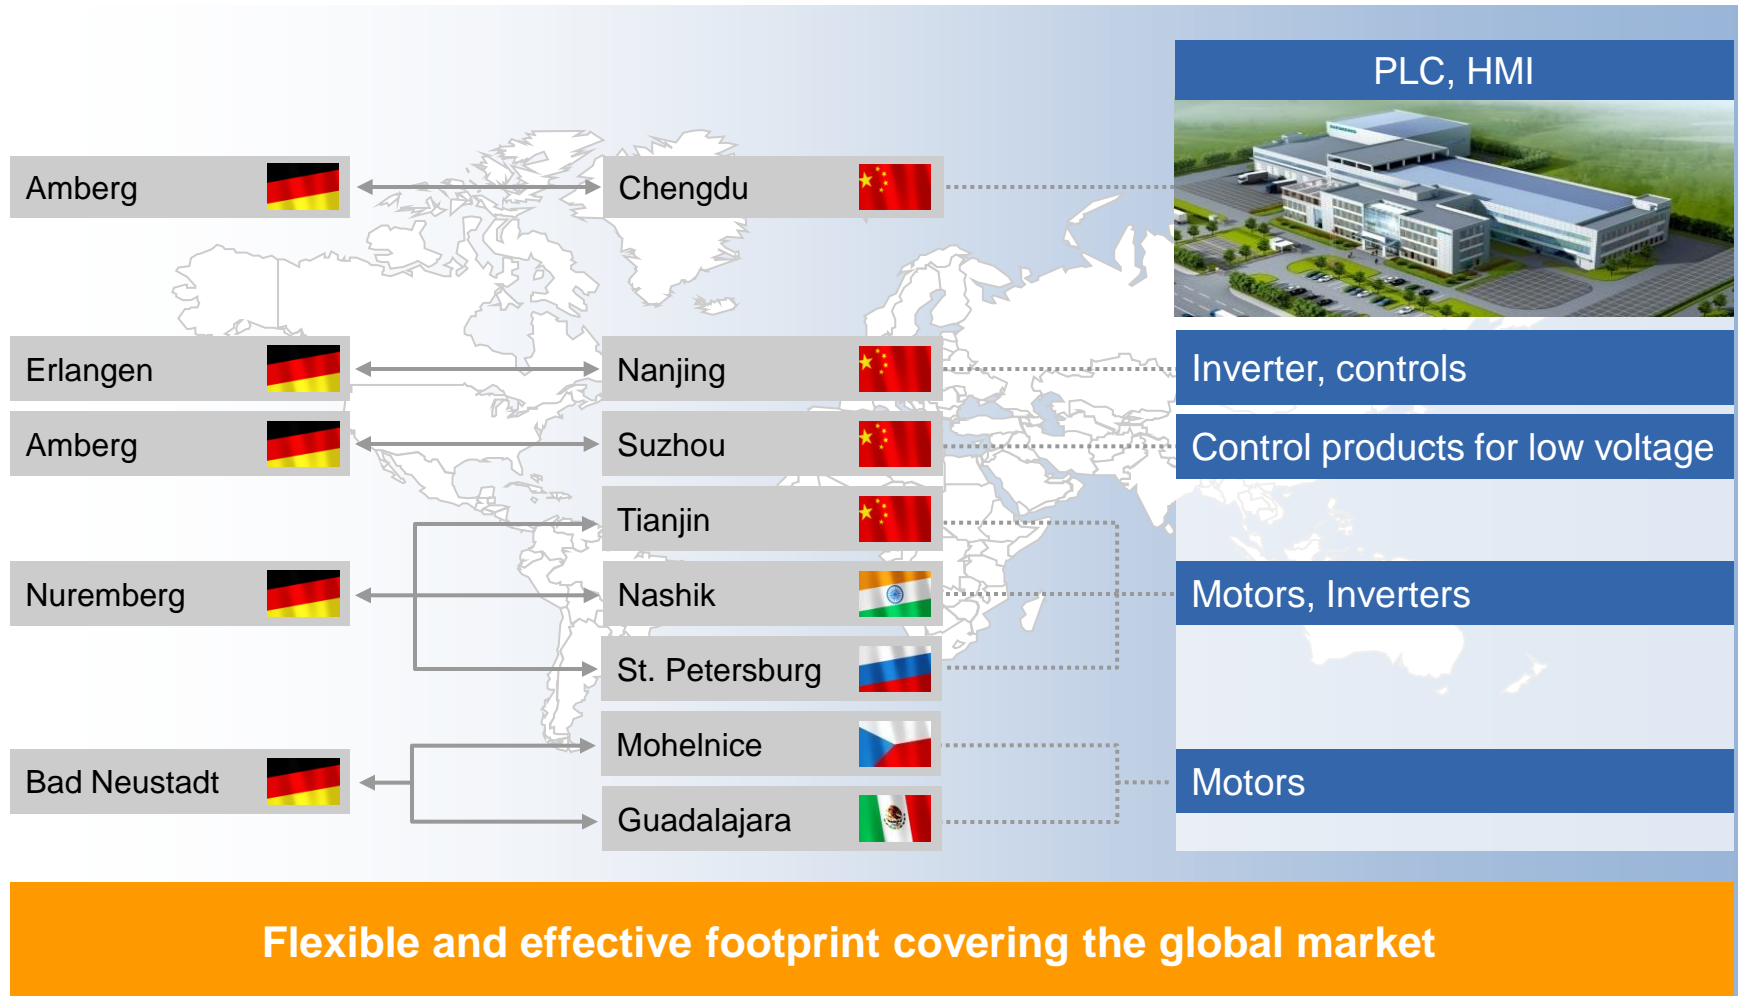 PLC, HMI
Amberg
Chengdu
Erlangen
Nanjing
Inverter, controls
Amberg
Suzhou
Control products for low voltage
Tianjin
Nuremberg
Nashik
Motors, Inverters
St. Petersburg
Mohelnice
Bad Neustadt
Motors
Guadalajara
Flexible and effective footprint covering the global market